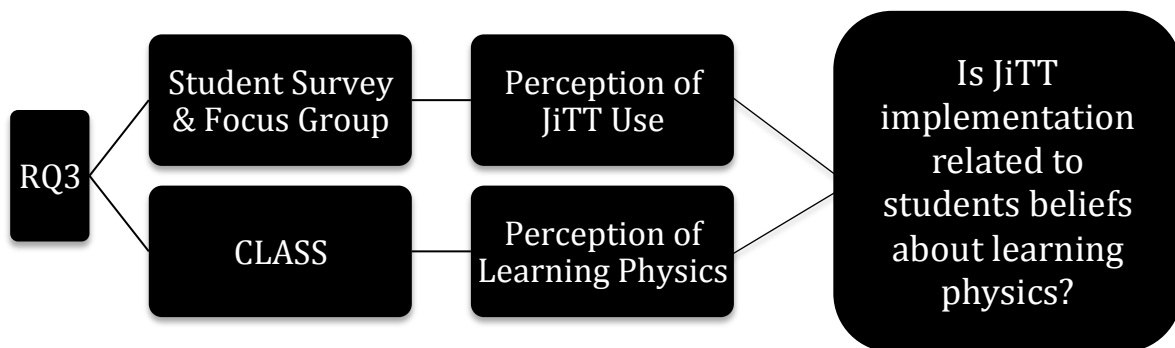 RQ3
Student Survey
& Focus Group
Perception of
JiTT Use
CLASS
Perception of
Learning Physics
Is JiTT
implementation
related to
students beliefs
about learning
physics?